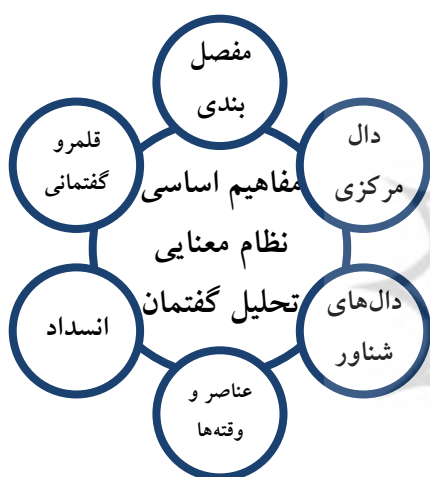 مفصل
بندی
دال
مرکزی
دال‌های
شناور
عناصر و
وقته‌ها
انسداد
قلمرو
گفتمانی
مفاهیم اساسی
نظام معنایی
تحلیل گفتمان